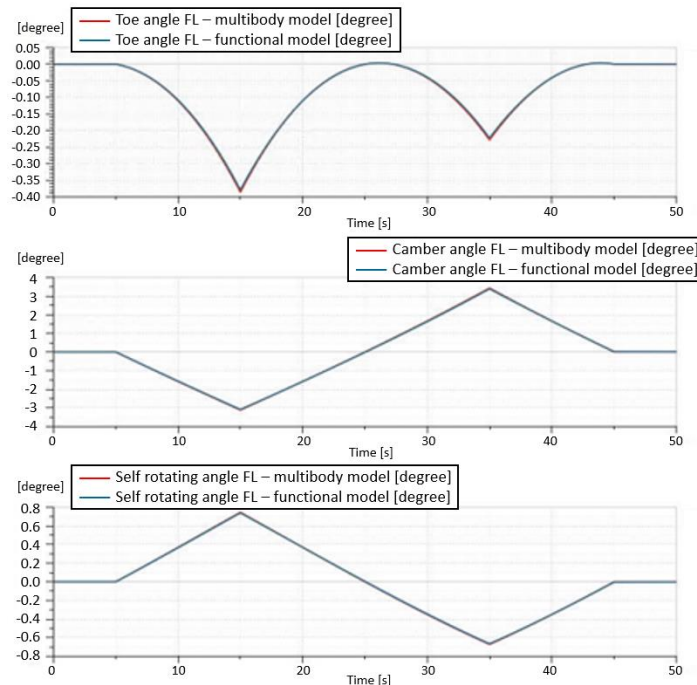 [degree]
Toe angle FL – multibody model [degree]
Toe angle FL – functional model [degree]
0.05
0.00
-0.05
-0.10
-0.15
-0.20
-0.25
-0.30
-0.35
-0.40
0 10 20 30 40 50
Time [s]
[degree]
Camber angle FL – multibody model [degree]
Camber angle FL – functional model [degree]
4
3
2
1
0
-1
-2
-3
-4
0 10 20 30 40 50
Time [s]
[degree]
Self rotating angle FL – multibody model [degree]
Self rotating angle FL – functional model [degree]
0.8
0.6
0.4
0.2
0.0
-0.2
-0.4
-0.6
-0.8
0 10 20 30 40 50
Time [s]